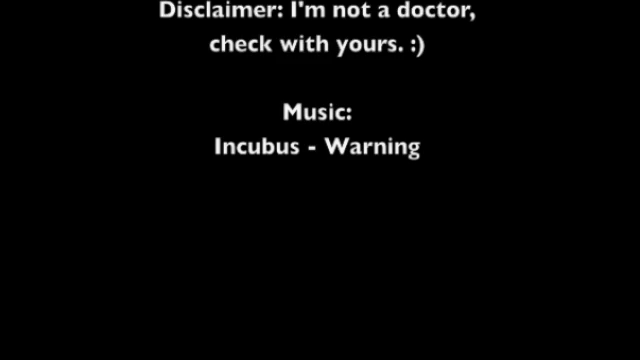 Disclaimer: I'm not a doctor,
check with yours. :)
Music:
Incubus - Warning